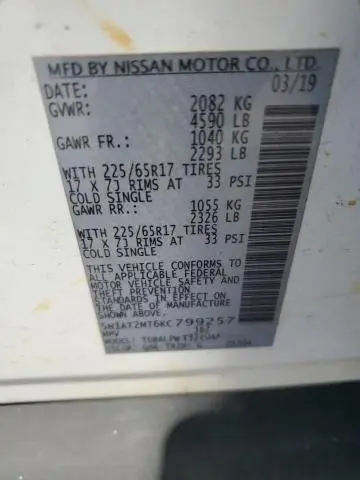 MFD BY NISSAN MOTOR CO., LTD.
DATE: 03/19
GVWR: 2082 KG
4590 LB
GAWR FR.: 1040 KG
2293 LB
WITH 225/65R17 TIRES
17 X 7J RIMS AT 33 PSI
COLD SINGLE
GAWR RR.: 1055 KG
2326 LB
WITH 225/65R17 TIRES
17 X 7J RIMS AT 33 PSI
COLD SINGLE
THIS VEHICLE CONFORMS TO
ALL APPLICABLE FEDERAL
MOTOR VEHICLE SAFETY
AND THEFT PREVENTION
STANDARDS IN EFFECT ON
THE DATE OF MANUFACTURE
SHOWN ABOVE.
5N1AT2MT6KC799257
MPV
MODEL:
COLOR: TRIM: G